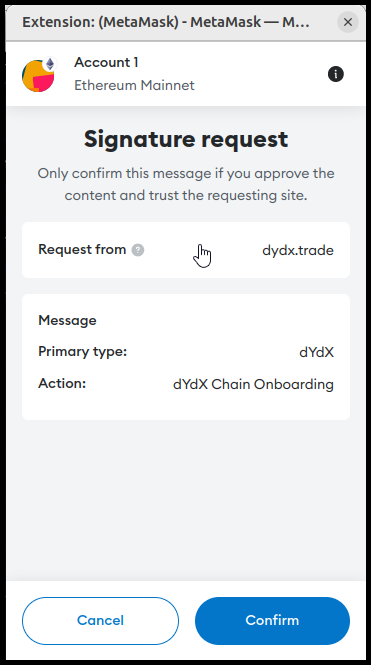 Extension: (MetaMask) - MetaMask — M...
Account 1
Ethereum Mainnet
Signature request
Only confirm this message if you approve the
content and trust the requesting site.
Request from dydx.trade
Message
Primary type: dYdX
Action: dYdX Chain Onboarding
Cancel Confirm